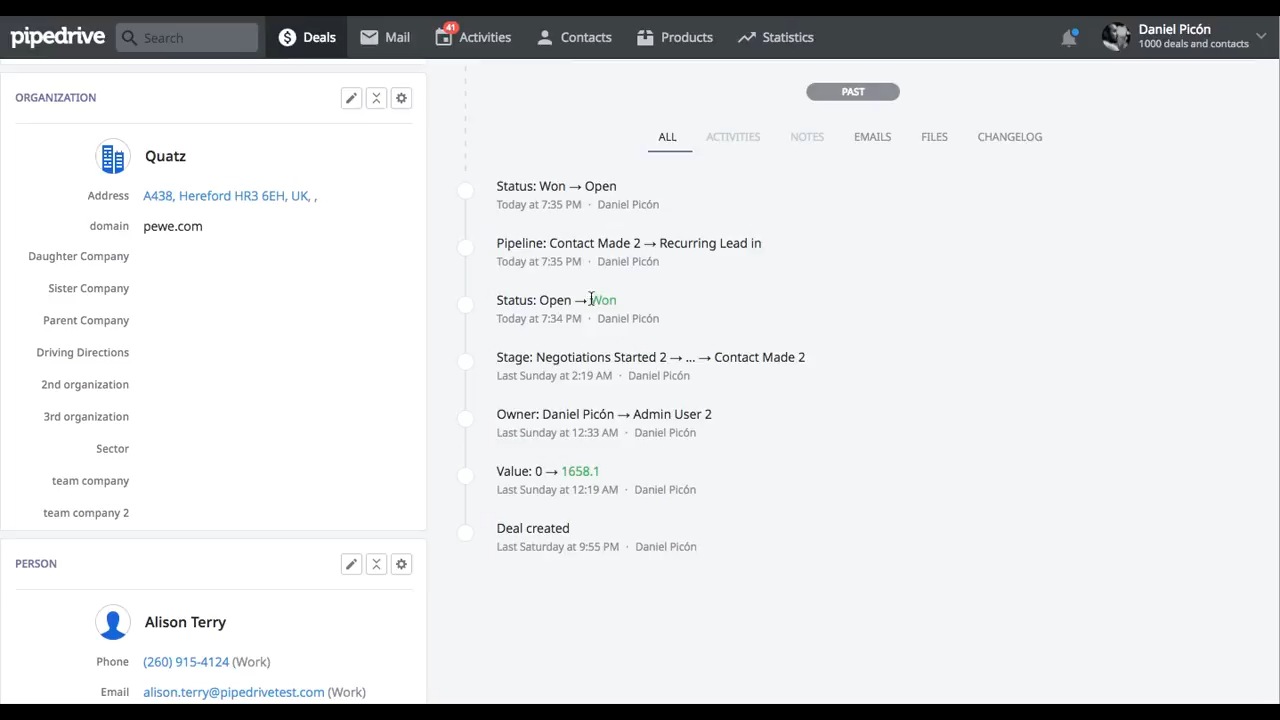 pipedrive
Search
Deals
Mail
41
Activities
Contacts
Products
Statistics
Daniel Picón
1000 deals and contacts
ORGANIZATION
Quatz
Address A438, Hereford HR3 6EH, UK, ,
domain pewe.com
Daughter Company
Sister Company
Parent Company
Driving Directions
2nd organization
3rd organization
Sector
team company
team company 2
PERSON
Alison Terry
Phone (260) 915-4124 (Work)
Email alison.terry@pipedrivetest.com (Work)
PAST
ALL ACTIVITIES NOTES EMAILS FILES CHANGELOG
Status: Won → Open
Today at 7:35 PM · Daniel Picón
Pipeline: Contact Made 2 → Recurring Lead in
Today at 7:35 PM · Daniel Picón
Status: Open → Won
Today at 7:34 PM · Daniel Picón
Stage: Negotiations Started 2 → ... → Contact Made 2
Last Sunday at 2:19 AM · Daniel Picón
Owner: Daniel Picón → Admin User 2
Last Sunday at 12:33 AM · Daniel Picón
Value: 0 → 1658.1
Last Sunday at 12:19 AM · Daniel Picón
Deal created
Last Saturday at 9:55 PM · Daniel Picón